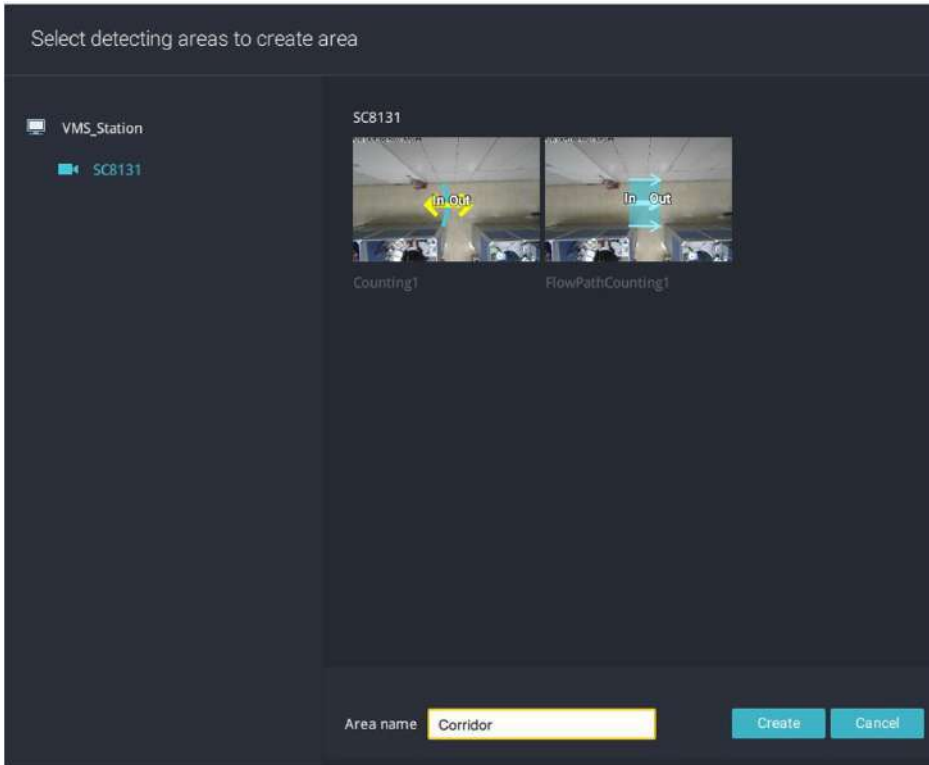 Select detecting areas to create area
VMS_Station
SC8131
SC8131
In Out
In Out
Counting1
FlowPathCounting1
Area name
Corridor
Create
Cancel